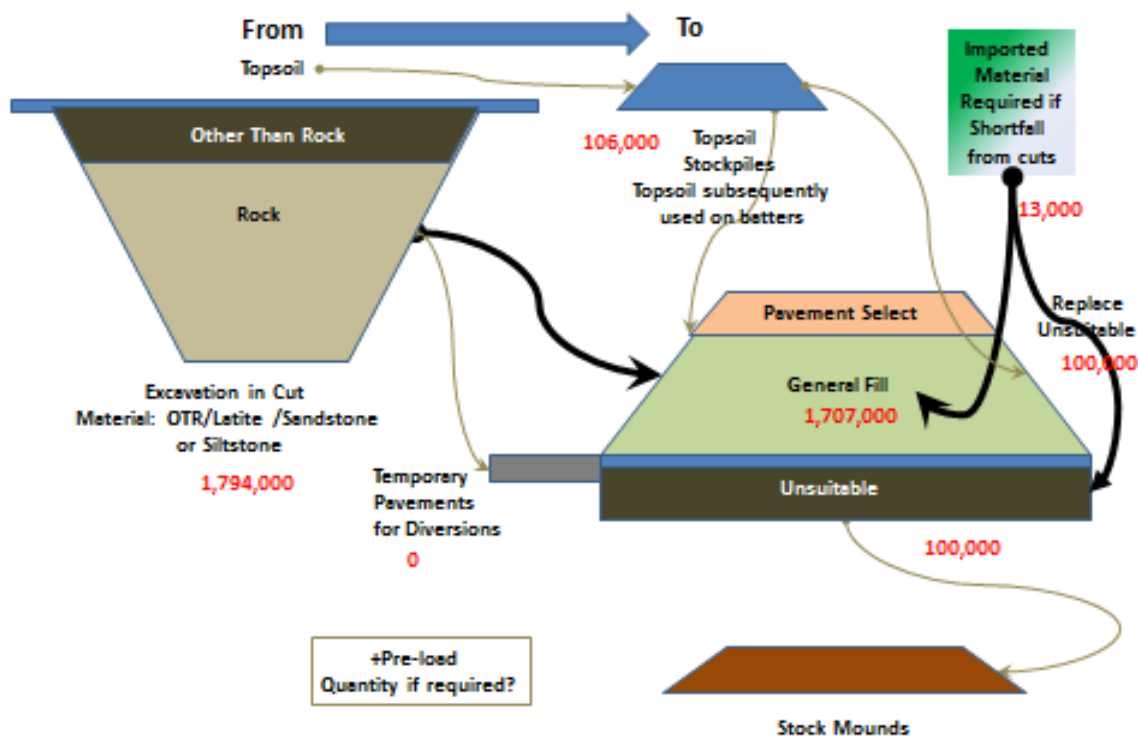 From
To
Topsoil
Imported
Material
Required if
Shortfall
from cuts
Other Than Rock
106,000
Topsoil
Stockpiles
Topsoil subsequently
used on batters
13,000
Rock
Replace
Unsuitable
100,000
Pavement Select
General Fill
1,707,000
Excavation in Cut
Material: OTR/Latite /Sandstone
or Siltstone
1,794,000
Temporary
Pavements
for Diversions
0
Unsuitable
100,000
+Pre-load
Quantity if required?
Stock Mounds